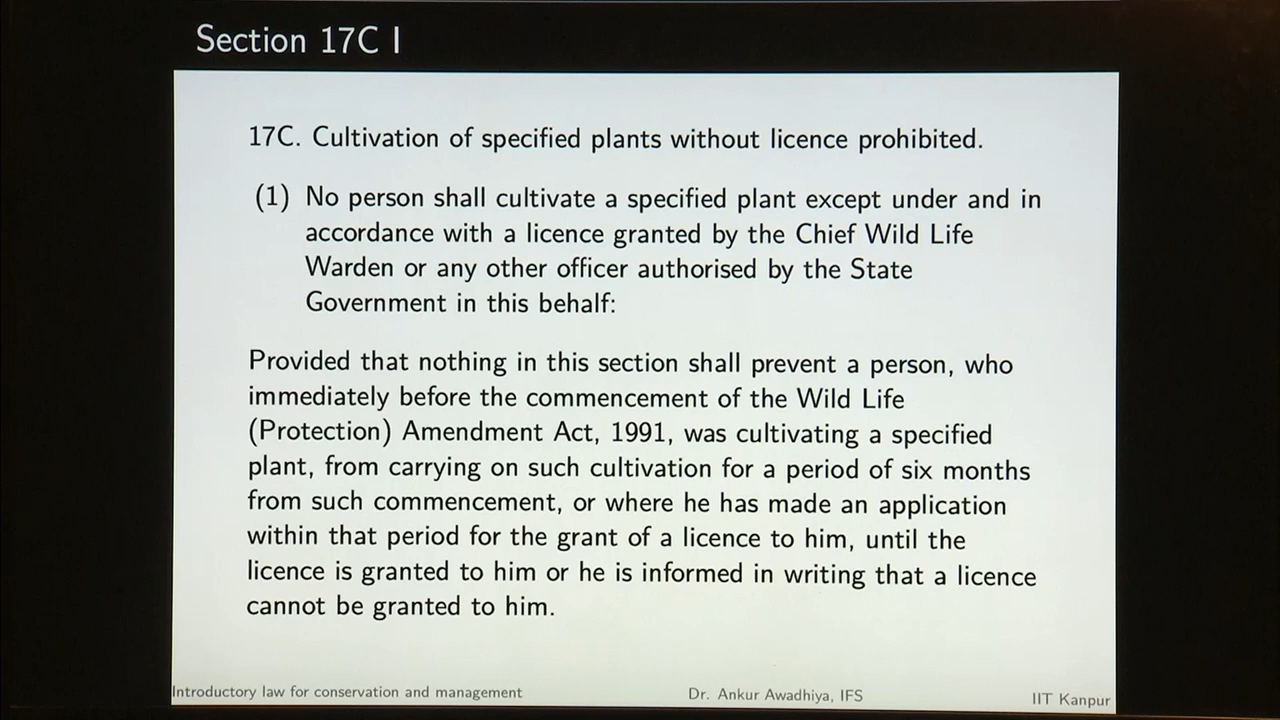 Section 17C I
17C. Cultivation of specified plants without licence prohibited.
(1) No person shall cultivate a specified plant except under and in
accordance with a licence granted by the Chief Wild Life
Warden or any other officer authorised by the State
Government in this behalf:
Provided that nothing in this section shall prevent a person, who
immediately before the commencement of the Wild Life
(Protection) Amendment Act, 1991, was cultivating a specified
plant, from carrying on such cultivation for a period of six months
from such commencement, or where he has made an application
within that period for the grant of a licence to him, until the
licence is granted to him or he is informed in writing that a licence
cannot be granted to him.
Introductory law for conservation and management Dr. Ankur Awadhiya, IFS IIT Kanpur